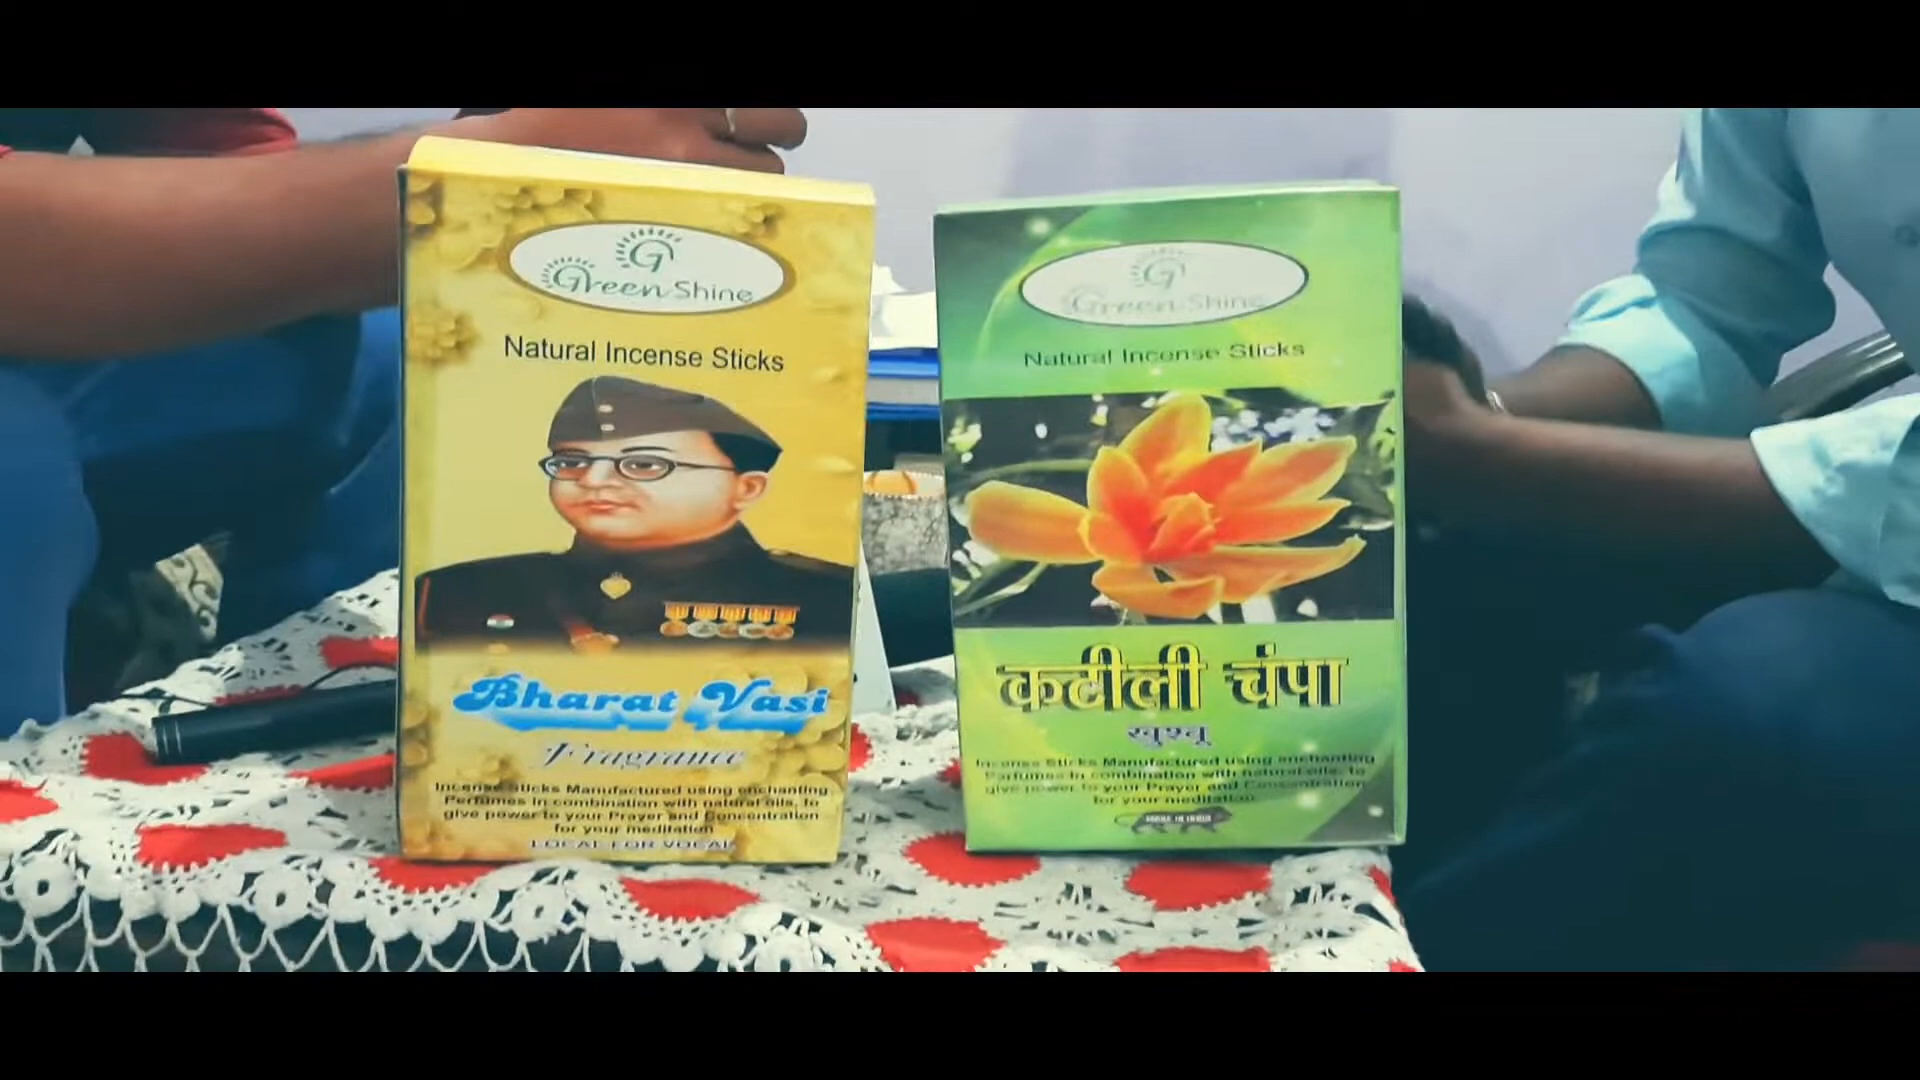 G
Green Shine
Natural Incense Sticks
Bharat Vasi
Fragrance
Incense Sticks Manufactured using enchanting
Perfumes in combination with natural oils, to
give power to your Prayer and Concentration
for your meditation
LOCAL FOR VOCAL
G
Green Shine
Natural Incense Sticks
कटीली चंपा
खुश्बू
Incense Sticks Manufactured using enchanting
Perfumes in combination with natural oils, to
give power to your Prayer and Concentration
for your meditation
MAKE IN INDIA